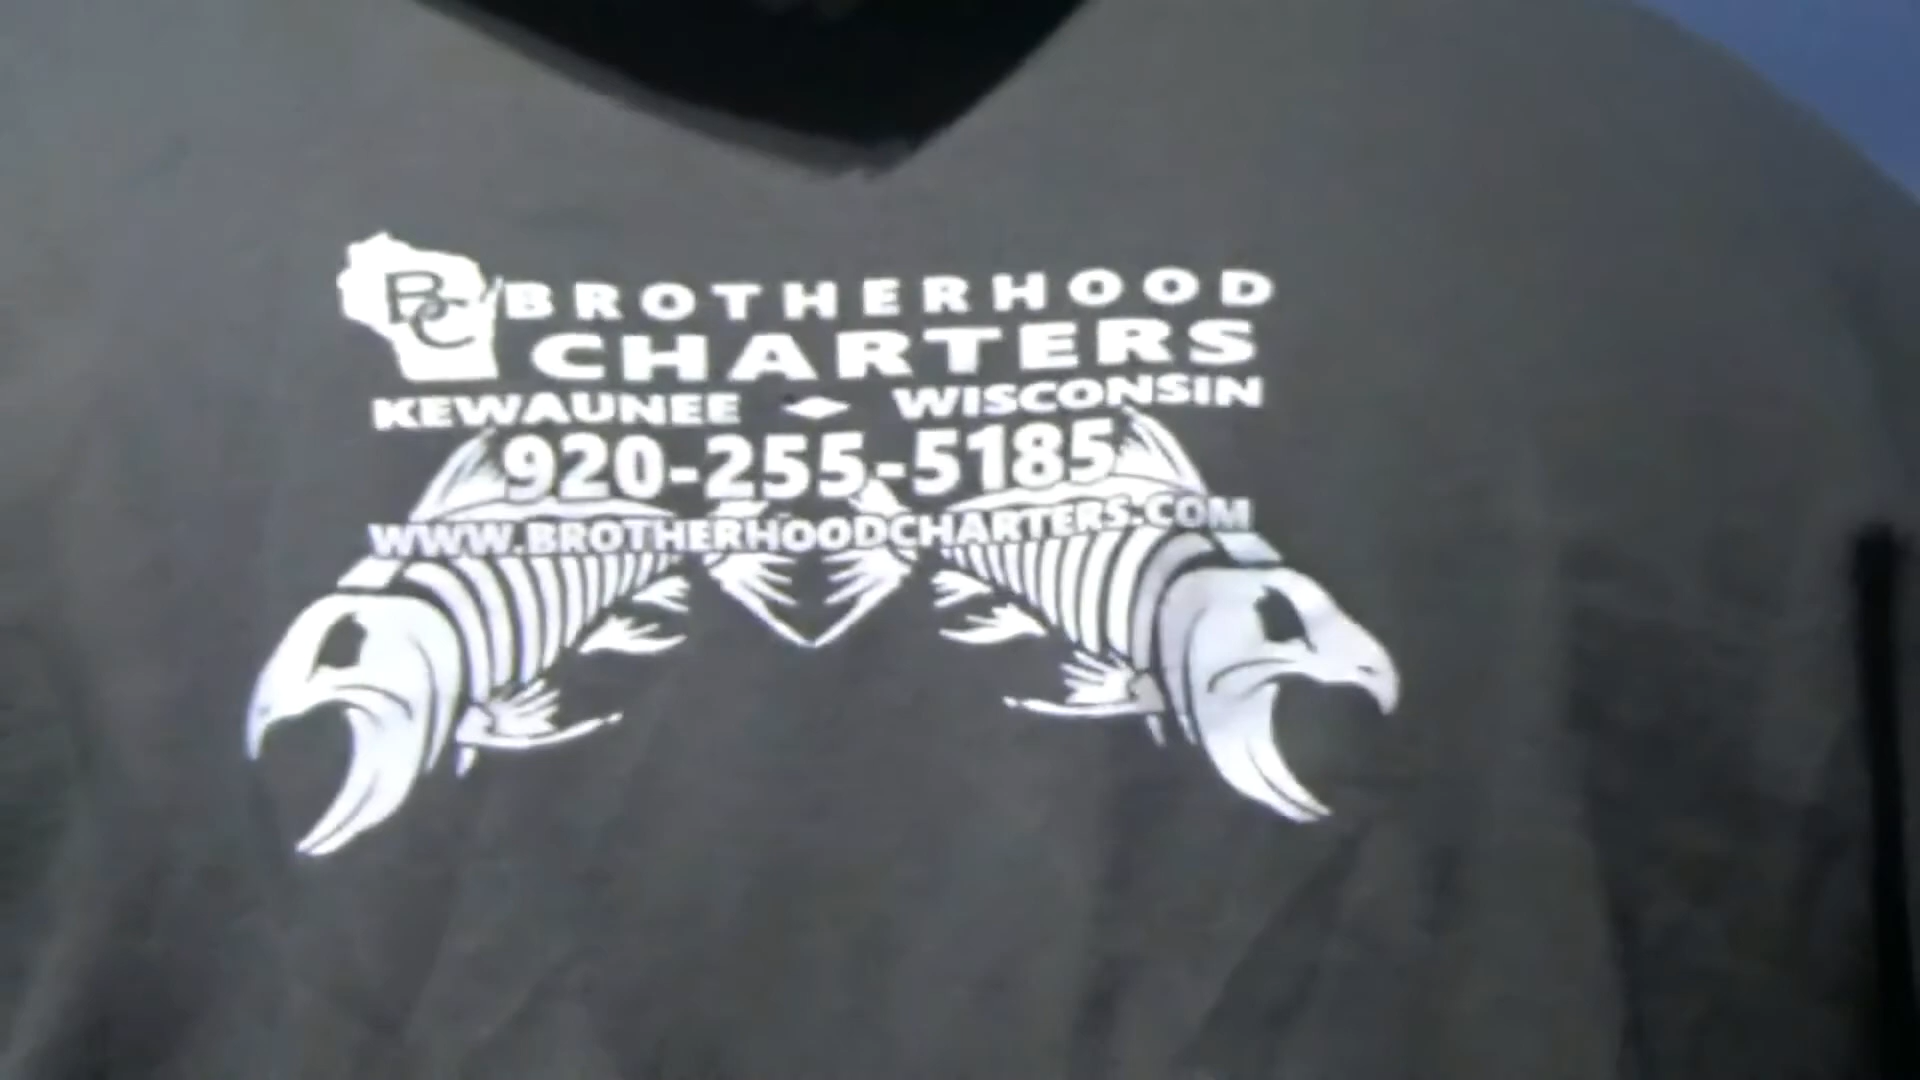 BC
BROTHERHOOD
CHARTERS
KEWAUNEE WISCONSIN
920-255-5185
WWW.BROTHERHOODCHARTERS.COM